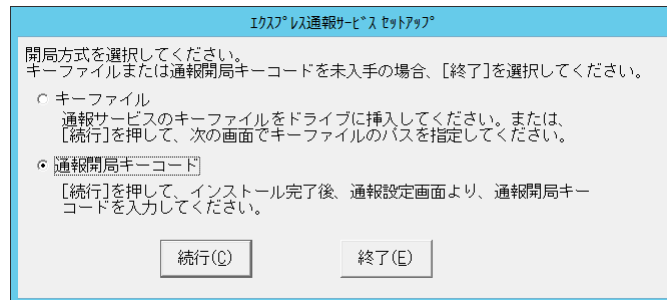 ｴｸｽﾌﾟﾚｽ通報ｻｰﾋﾞｽ ｾｯﾄｱｯﾌﾟ
開局方式を選択してください。
キーファイルまたは通報開局キーコードを未入手の場合、[終了]を選択してください。
キーファイル
通報サービスのキーファイルをドライブに挿入してください。または、
[続行]を押して、次の画面でキーファイルのパスを指定してください。
通報開局キーコード
[続行]を押して、インストール完了後、通報設定画面より、通報開局キー
コードを入力してください。
続行(C)
終了(E)